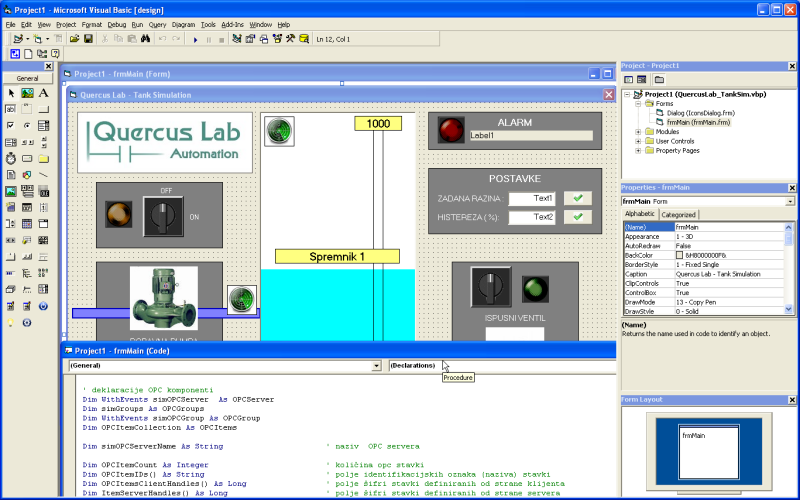 Project1 - Microsoft Visual Basic [design]
File Edit View Project Format Debug Run Query Diagram Tools Add-Ins Window Help
Ln 12, Col 1
General
Project1 - frmMain (Form)
Quercus Lab - Tank Simulation
Quercus Lab
Automation
OFF
ON
1000
Spremnik 1
ALARM
Label1
POSTAVKE
ZADANA RAZINA:
Text1
HISTEREZA (%):
Text2
ISPUSNI VENTIL
Project1 - frmMain (Code)
(General)
(Declarations)
Procedure
' deklaracije OPC komponenti
Dim WithEvents simOPCServer As OPCServer
Dim simGroups As OPCGroups
Dim WithEvents simOPCGroup As OPCGroup
Dim OPCItemCollection As OPCItems
Dim simOPCServerName As String ' naziv OPC servera
Dim OPCItemCount As Integer ' količina opc stavki
Dim OPCItemIDs() As String ' polje identifikacijskih oznaka (naziva) stavki
Dim OPCItemsClientHandles() As Long ' polje šifri stavki definiranih od strane klijenta
Dim ItemServerHandles() As Long ' polje šifri stavki definiranih od strane servera
Project - Project1
Project1 (QuercusLab_TankSim.vbp)
Forms
Dialog (IconsDialog.frm)
frmMain (frmMain.frm)
Modules
User Controls
Property Pages
Properties - frmMain
frmMain Form
Alphabetic Categorized
(Name) frmMain
Appearance 1 - 3D
AutoRedraw False
BackColor &H8000000F&
BorderStyle 1 - Fixed Single
Caption Quercus Lab - Tank Simulation
ClipControls True
ControlBox True
DrawMode 13 - Copy Pen
DrawStyle 0 - Solid
(Name)
Returns the name used in code to identify an object.
Form Layout
frmMain